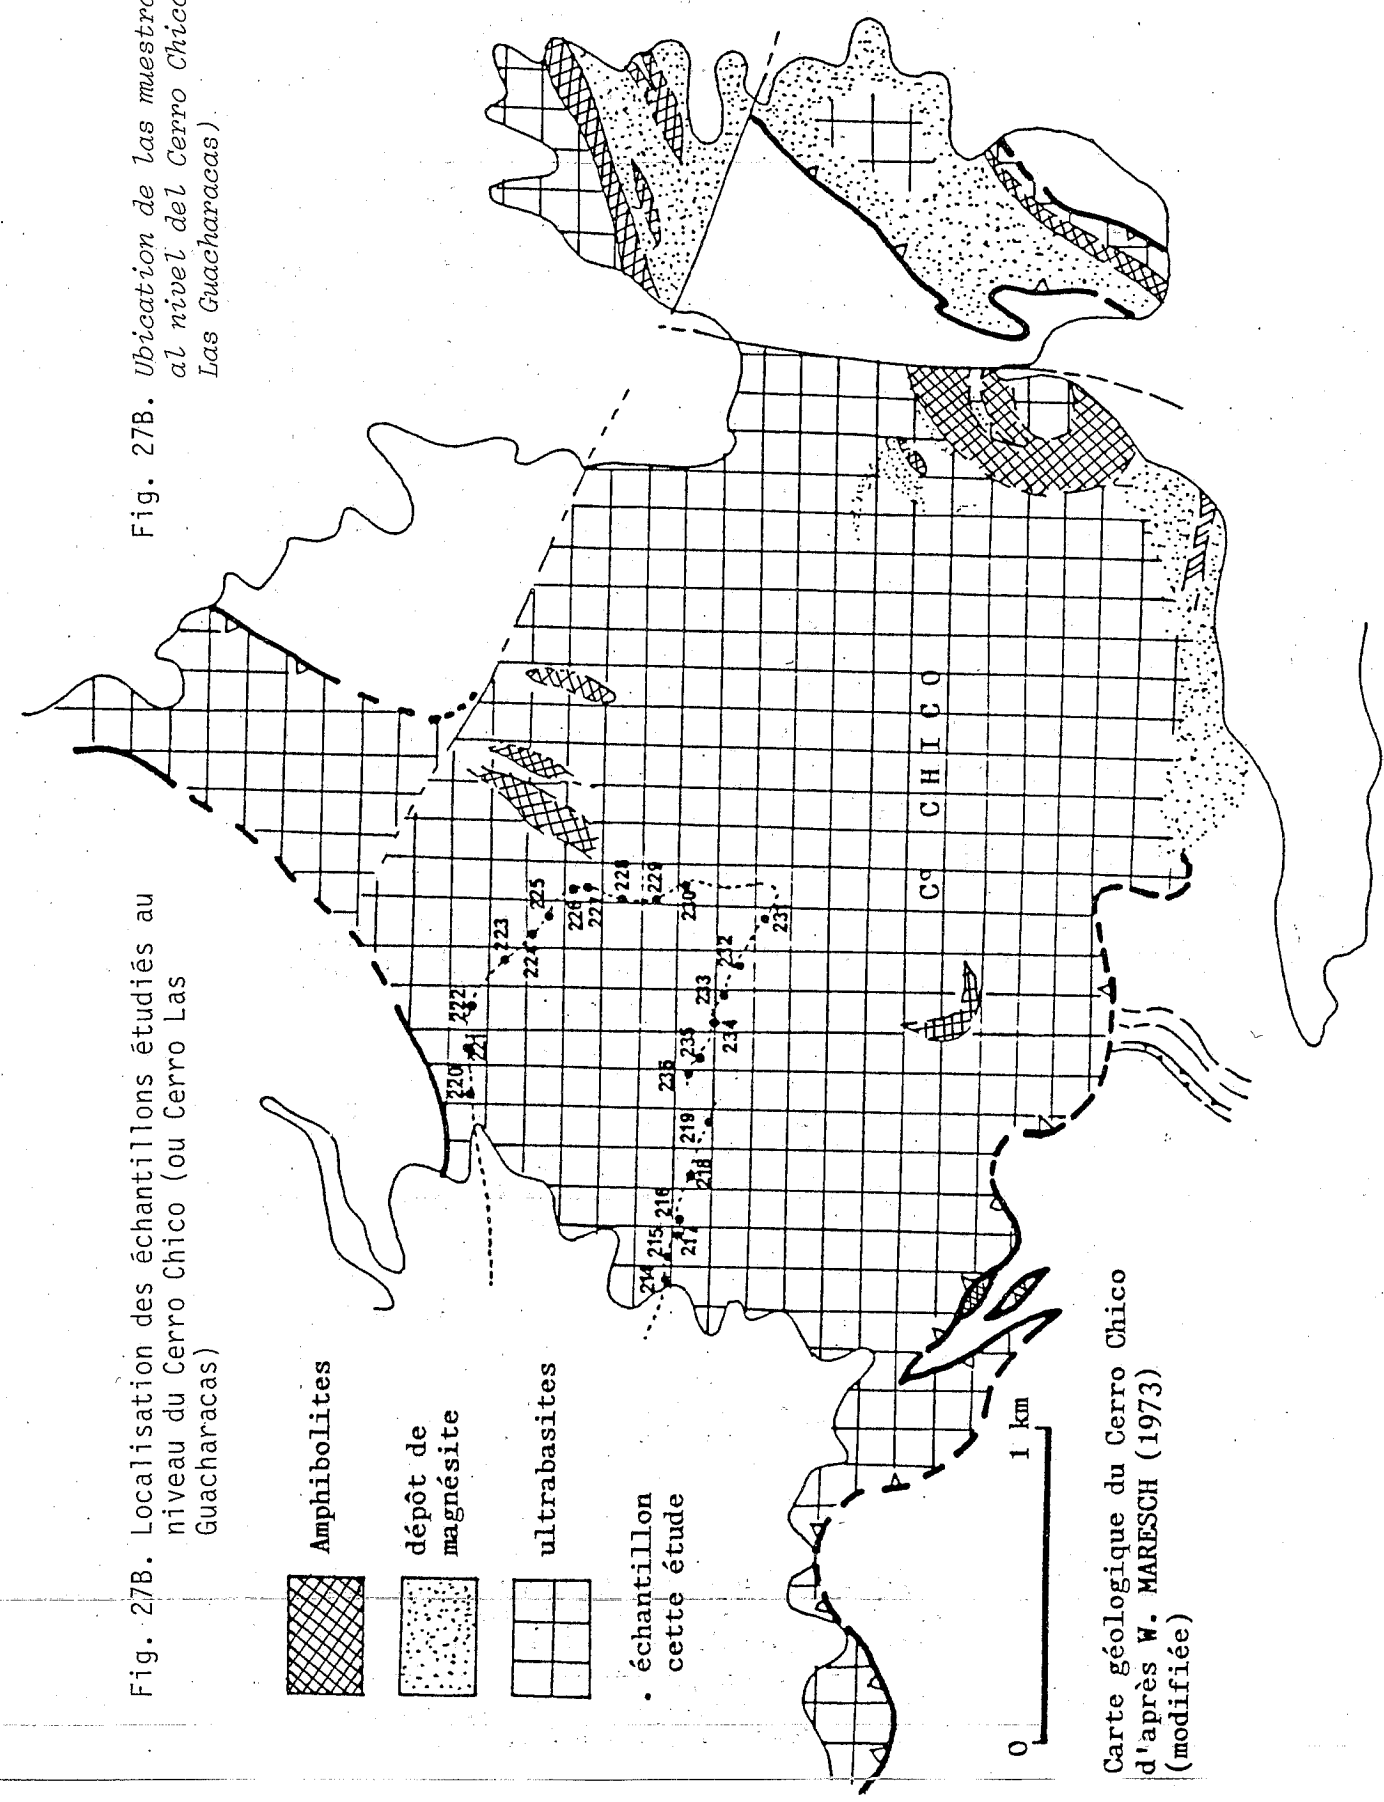 Fig. 27B. Localisation des échantillons étudiés au
niveau du Cerro Chico (ou Cerro Las
Guacharacas)
Fig. 27B. Ubication de las muestra
al nivel del Cerro Chico
Las Guacharacas)
Amphibolites
dépôt de
magnésite
ultrabasites
. échantillon
cette étude
220
221
222
223
224
225
226
227
228
229
230
231
232
233
234
235
236
219
218
216
217
215
214
Cº CHICO
0 1 km
Carte géologique du Cerro Chico
d'après W. MARESCH (1973)
(modifiée)